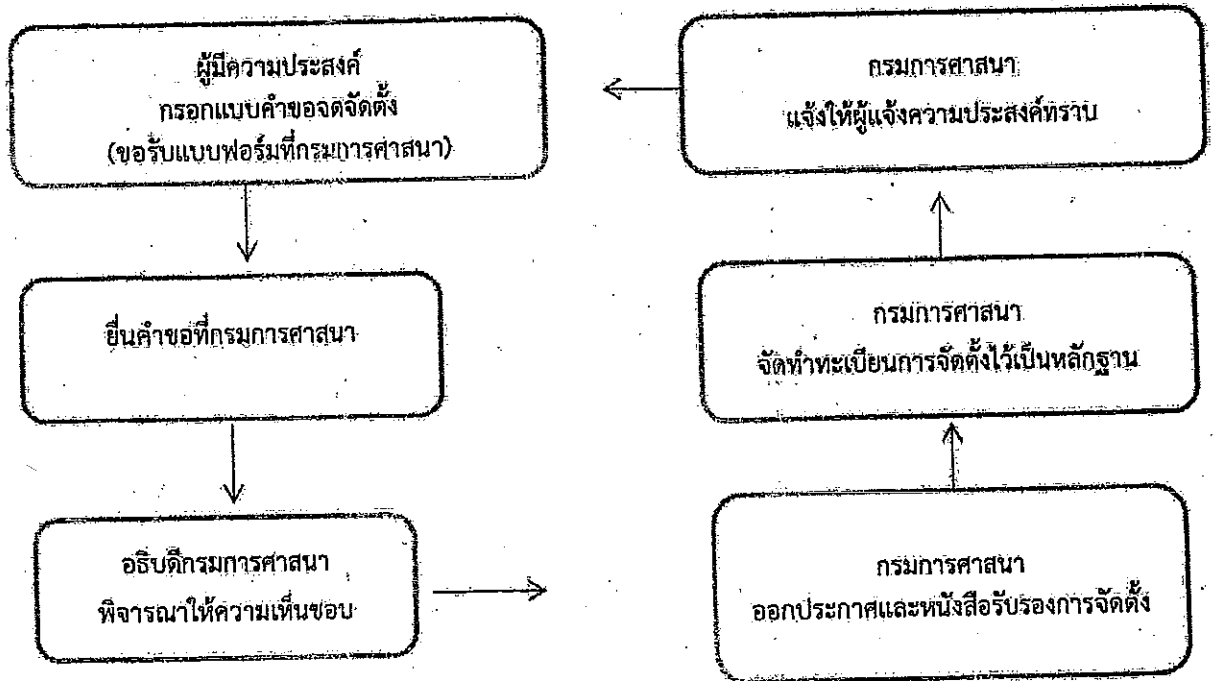 ผู้มีความประสงค์
กรอกแบบคำขอจดจัดตั้ง
(ขอรับแบบฟอร์มที่กรมการศาสนา)
ยื่นคำขอที่กรมการศาสนา
อธิบดีกรมการศาสนา
พิจารณาให้ความเห็นชอบ
กรมการศาสนา
ออกประกาศและหนังสือรับรองการจัดตั้ง
กรมการศาสนา
จัดทำทะเบียนการจัดตั้งไว้เป็นหลักฐาน
กรมการศาสนา
แจ้งให้ผู้แจ้งความประสงค์ทราบ